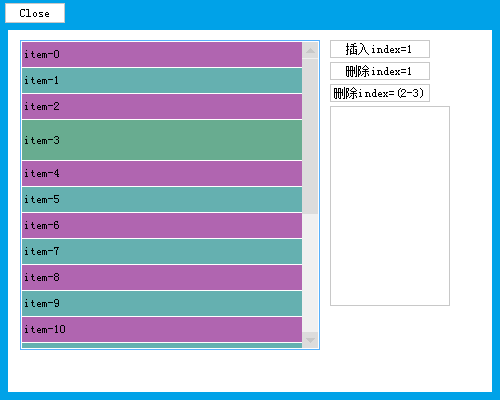 Close
item-0
item-1
item-2
item-3
item-4
item-5
item-6
item-7
item-8
item-9
item-10
插入index=1
删除index=1
删除index=(2-3)